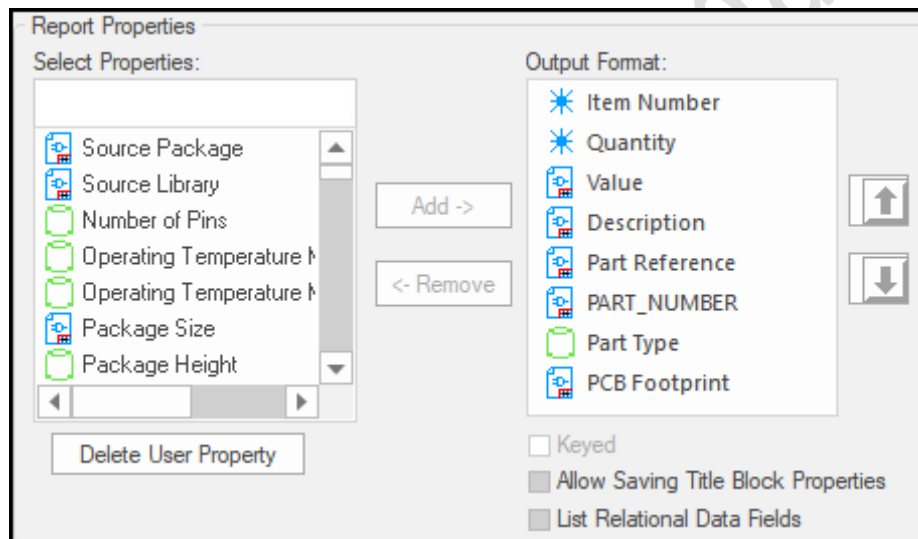 Report Properties
Select Properties:
Source Package
Source Library
Number of Pins
Operating Temperature M
Operating Temperature M
Package Size
Package Height
Delete User Property
Add ->
<- Remove
Output Format:
Item Number
Quantity
Value
Description
Part Reference
PART_NUMBER
Part Type
PCB Footprint
Keyed
Allow Saving Title Block Properties
List Relational Data Fields